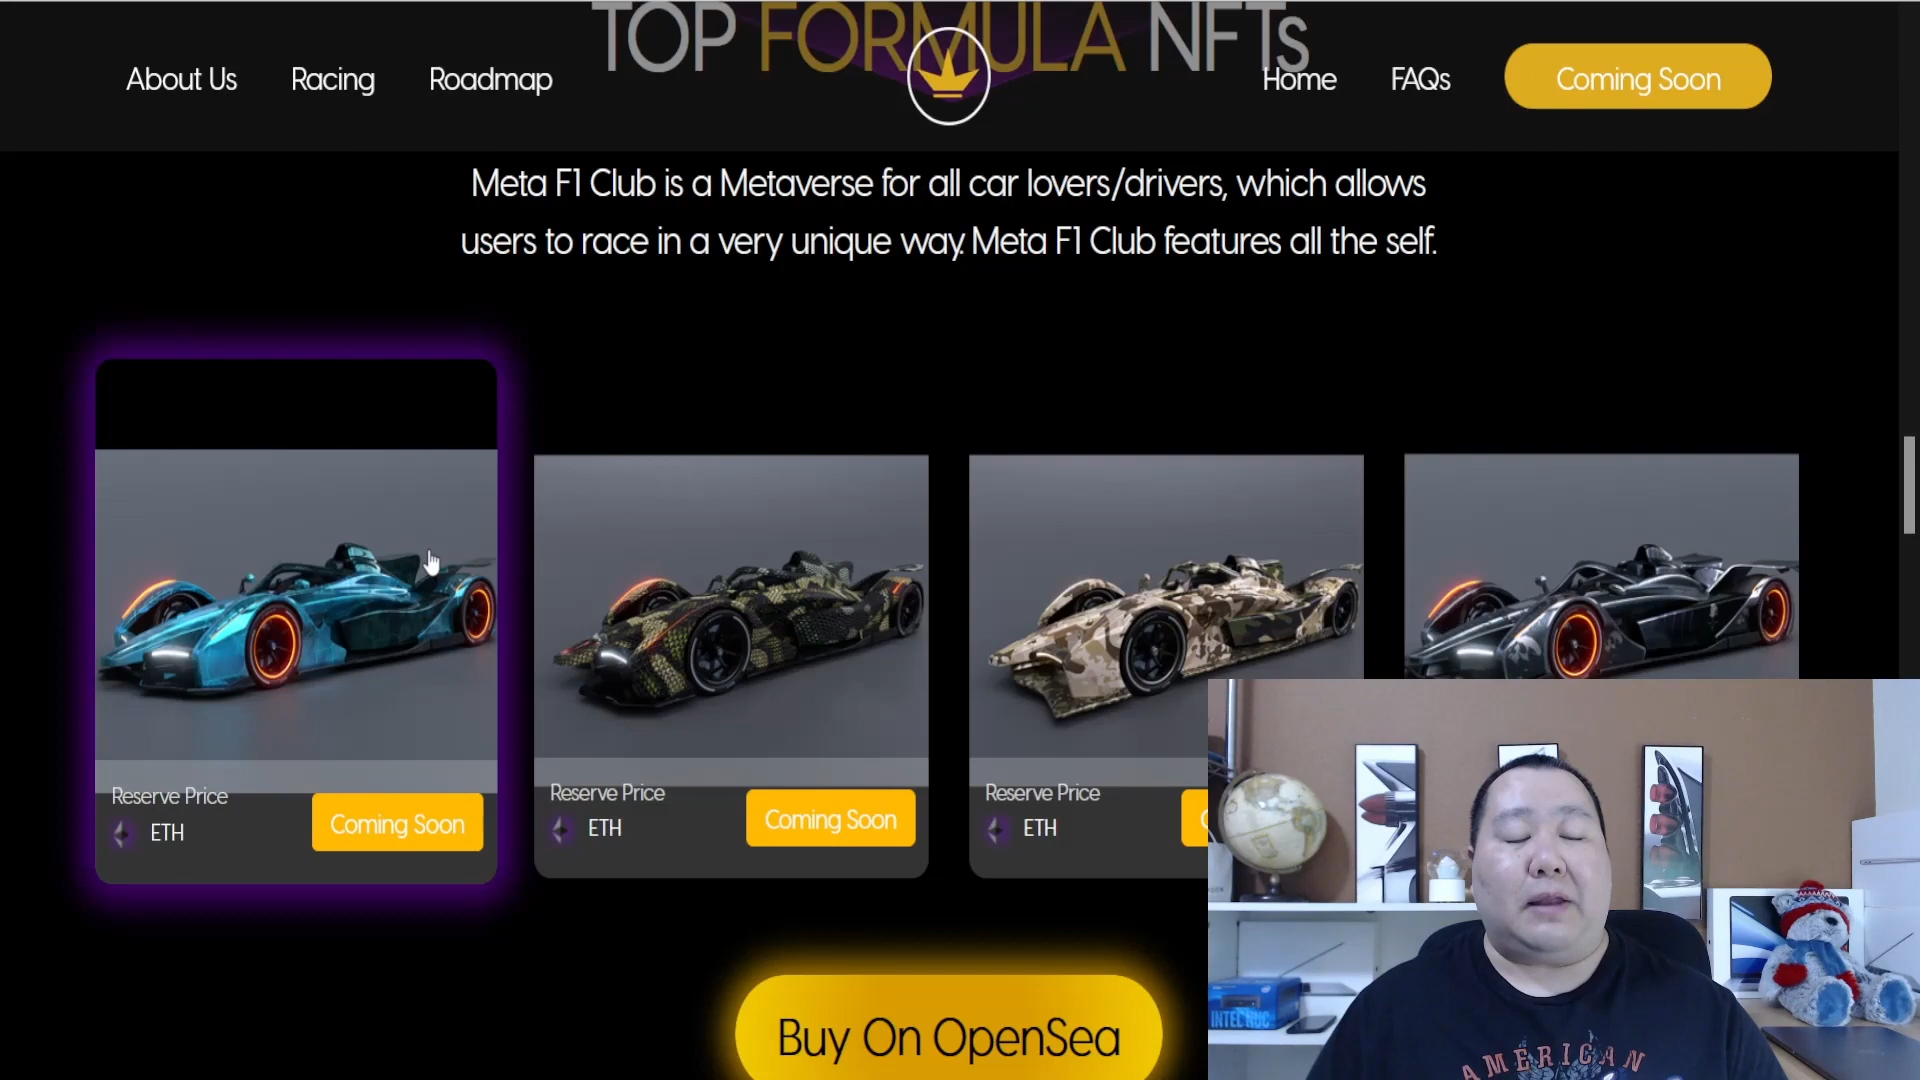 TOP FORMULA NFTs
About Us
Racing
Roadmap
Home
FAQs
Coming Soon
Meta F1 Club is a Metaverse for all car lovers/drivers, which allows
users to race in a very unique way. Meta F1 Club features all the self.
Reserve Price
ETH
Coming Soon
Reserve Price
ETH
Coming Soon
Reserve Price
ETH
Buy On OpenSea
INTEL NUC
AMERICAN